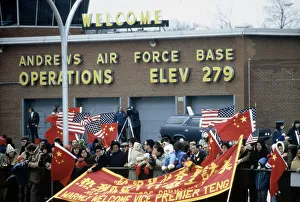 WELCOME
ANDREWS AIR FORCE BASE
OPERATIONS ELEV 279
WARMLY WELCOME VICE PREMIER TENG